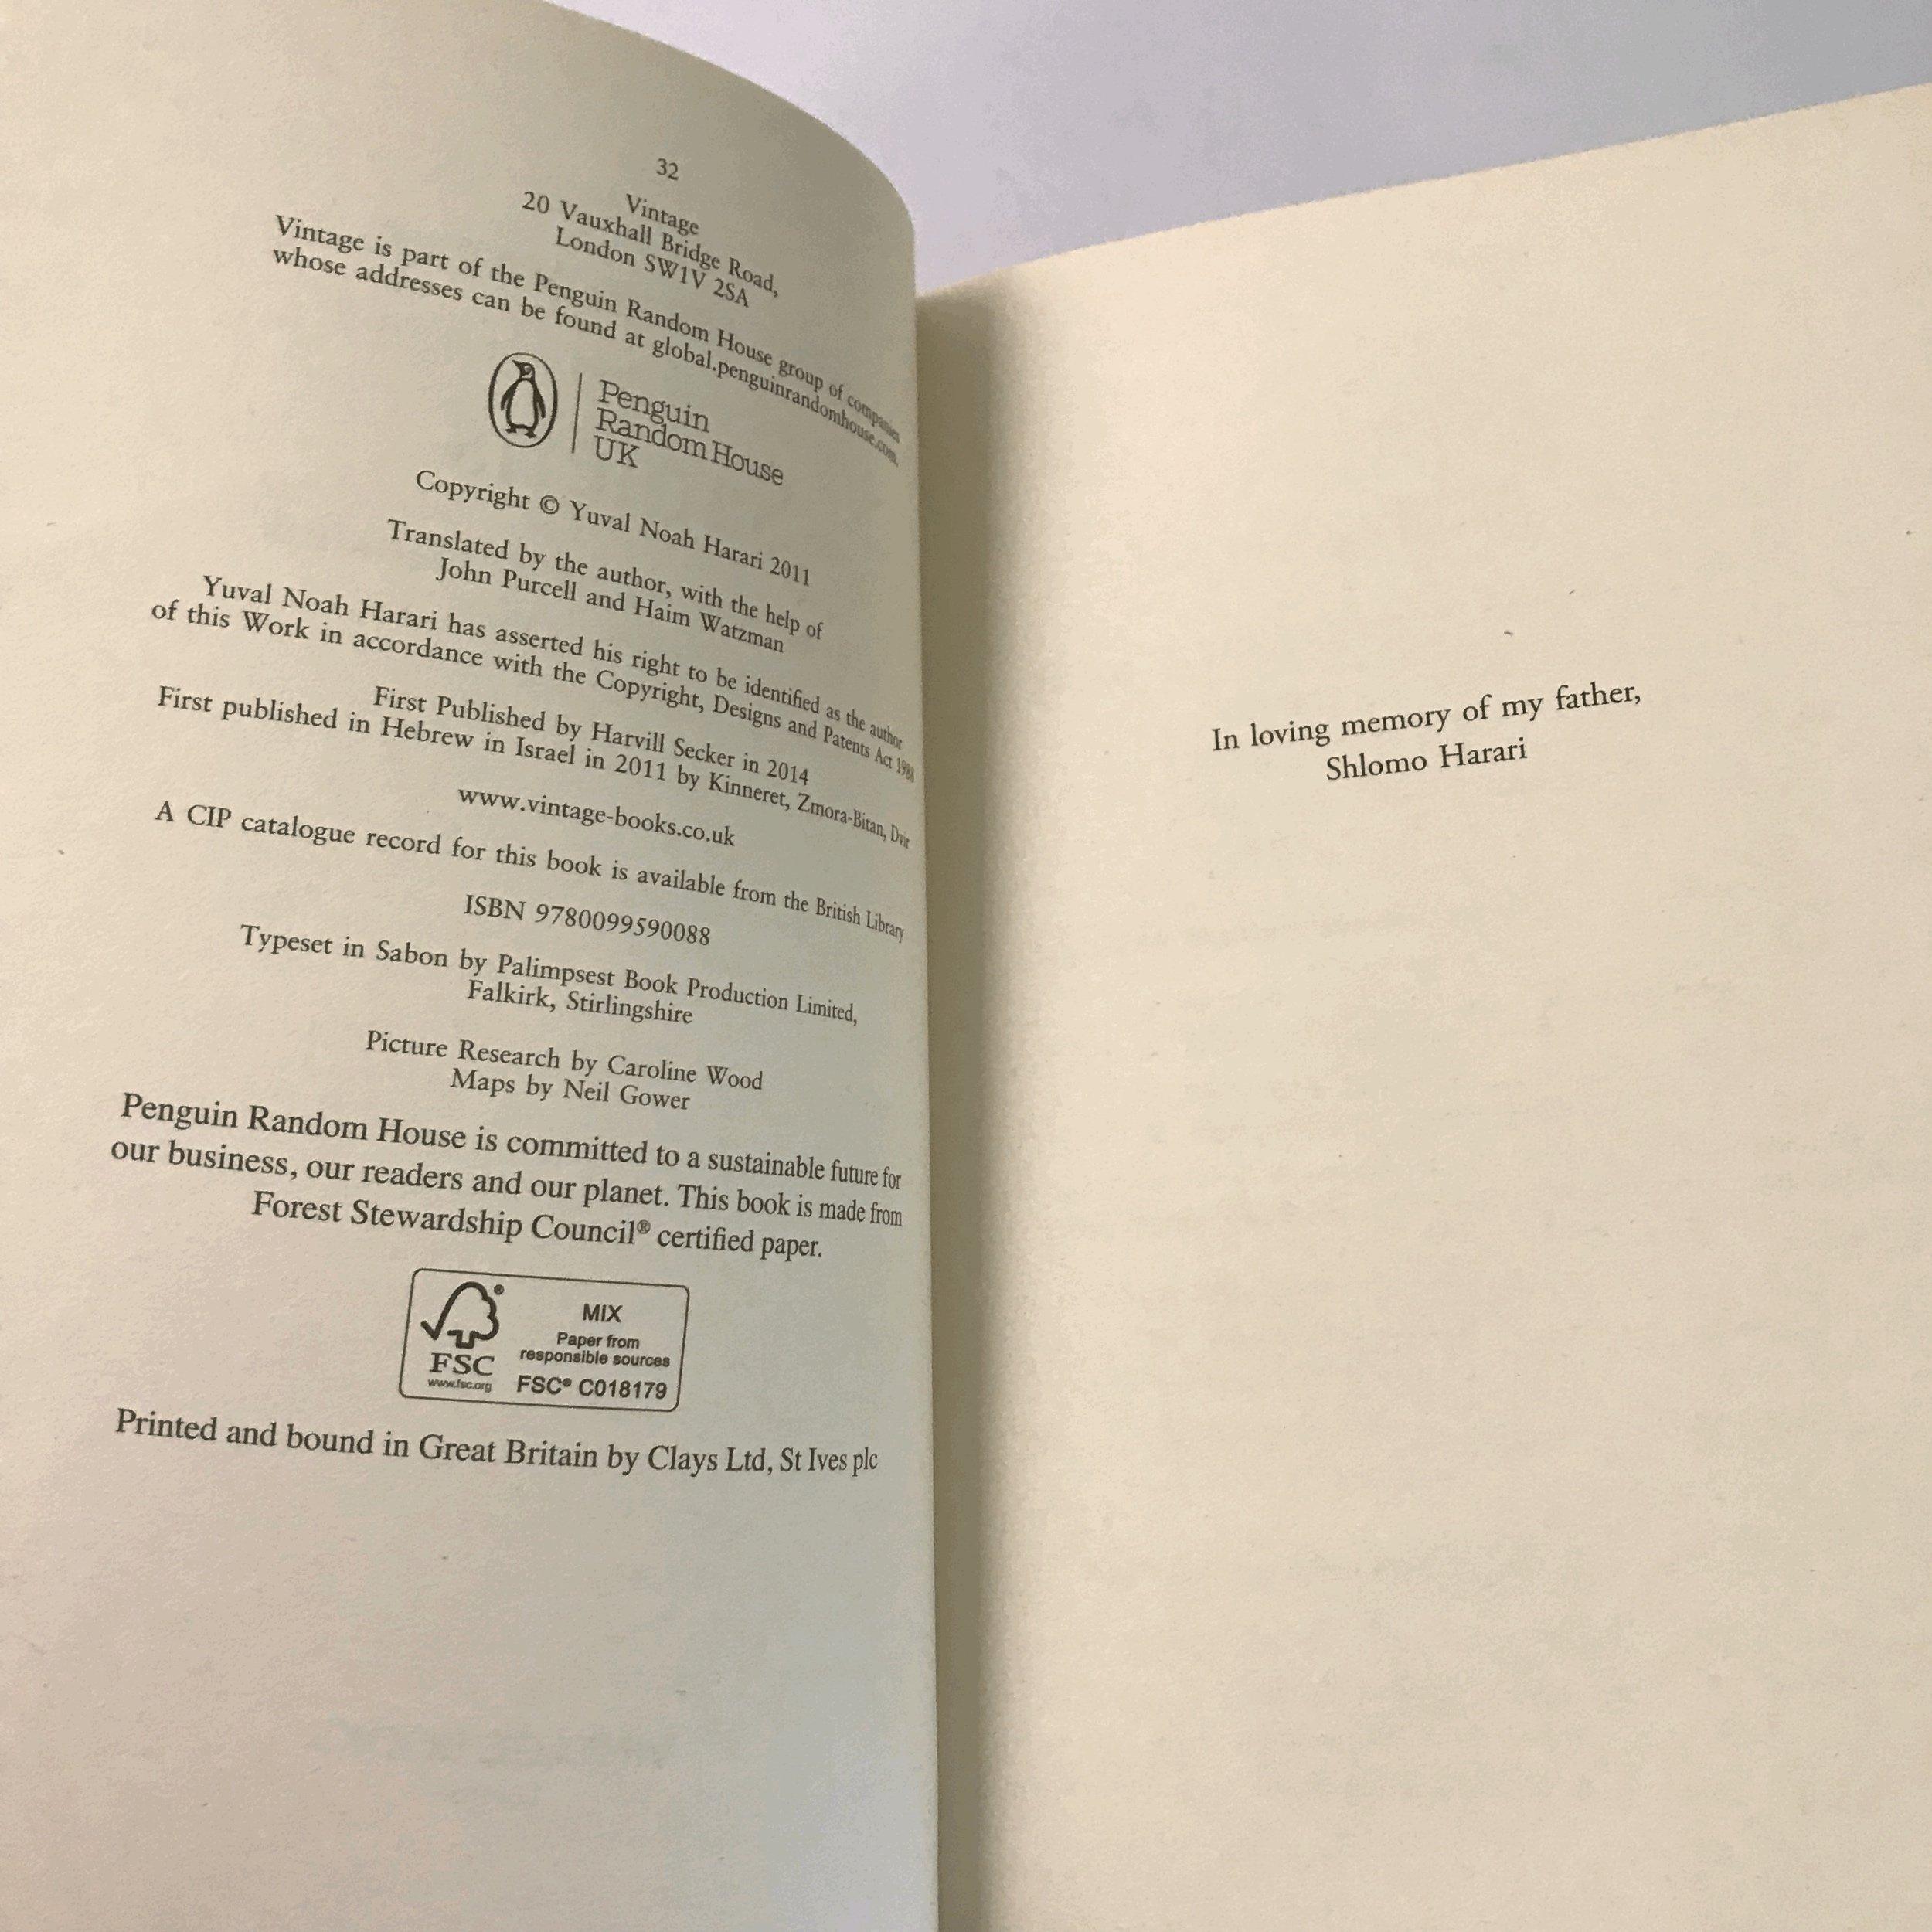 32
Vintage
20 Vauxhall Bridge Road,
London SW1V 2SA
Vintage is part of the Penguin Random House group of companies
whose addresses can be found at global.penguinrandomhouse.com.
Penguin
Random House
UK
Copyright © Yuval Noah Harari 2011
Translated by the author, with the help of
John Purcell and Haim Watzman
Yuval Noah Harari has asserted his right to be identified as the author
of this Work in accordance with the Copyright, Designs and Patents Act 1988
First Published by Harvill Secker in 2014
First published in Hebrew in Israel in 2011 by Kinneret, Zmora-Bitan, Dvir
www.vintage-books.co.uk
A CIP catalogue record for this book is available from the British Library
ISBN 9780099590088
Typeset in Sabon by Palimpsest Book Production Limited,
Falkirk, Stirlingshire
Picture Research by Caroline Wood
Maps by Neil Gower
Penguin Random House is committed to a sustainable future for
our business, our readers and our planet. This book is made from
Forest Stewardship Council® certified paper.
FSC
www.fsc.org
MIX
Paper from
responsible sources
FSC® C018179
Printed and bound in Great Britain by Clays Ltd, St Ives plc
In loving memory of my father,
Shlomo Harari